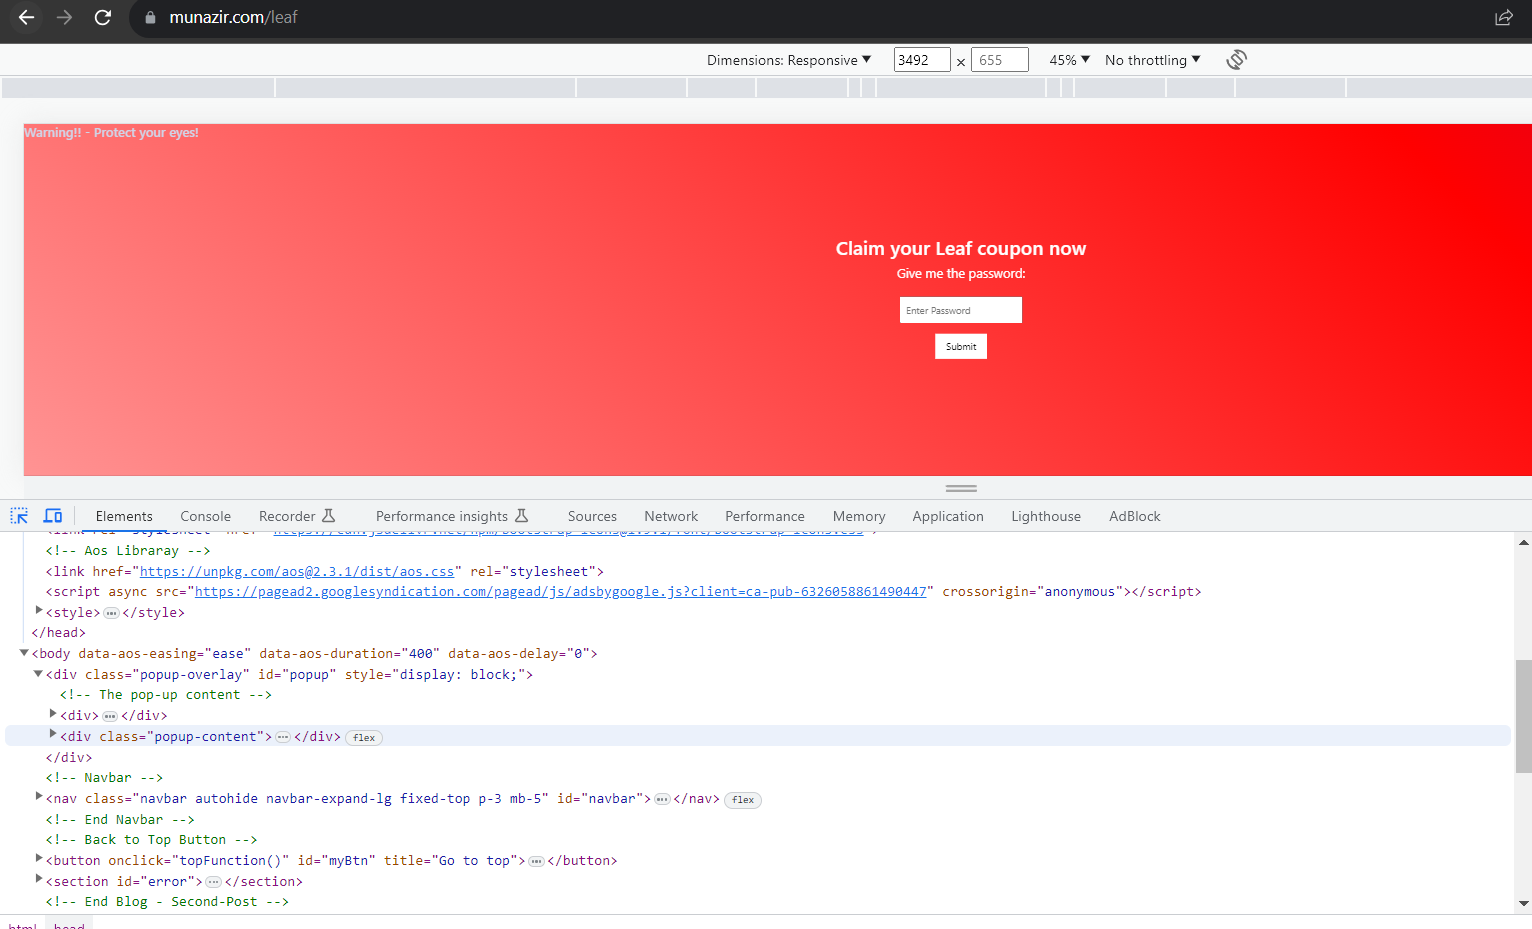 munazir.com/leaf
Dimensions: Responsive 3492 × 655 45% No throttling
Warning!! - Protect your eyes!
Claim your Leaf coupon now
Give me the password:
Enter Password
Submit
Elements Console Recorder Performance insights Sources Network Performance Memory Application Lighthouse AdBlock
<!-- Aos Libraray -->
<link href="https://unpkg.com/aos@2.3.1/dist/aos.css" rel="stylesheet">
<script async src="https://pagead2.googlesyndication.com/pagead/js/adsbygoogle.js?client=ca-pub-6326058861490447" crossorigin="anonymous"></script>
<style>…</style>
</head>
<body data-aos-easing="ease" data-aos-duration="400" data-aos-delay="0">
<div class="popup-overlay" id="popup" style="display: block;">
<!-- The pop-up content -->
<div>…</div>
<div class="popup-content">…</div> flex
</div>
<!-- Navbar -->
<nav class="navbar autohide navbar-expand-lg fixed-top p-3 mb-5" id="navbar">…</nav> flex
<!-- End Navbar -->
<!-- Back to Top Button -->
<button onclick="topFunction()" id="myBtn" title="Go to top">…</button>
<section id="error">…</section>
<!-- End Blog - Second-Post -->
html head